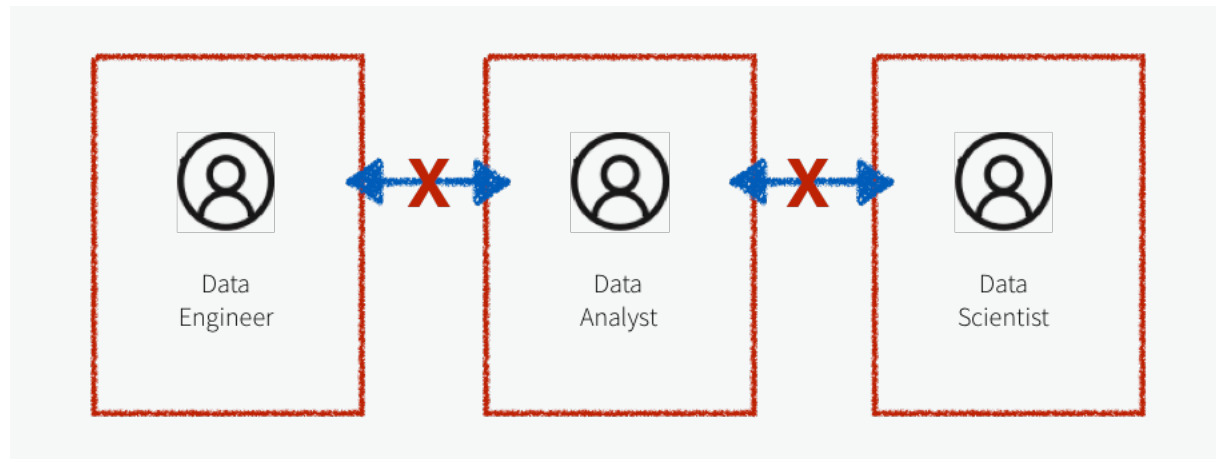 X
X
Data
Engineer
Data
Analyst
Data
Scientist